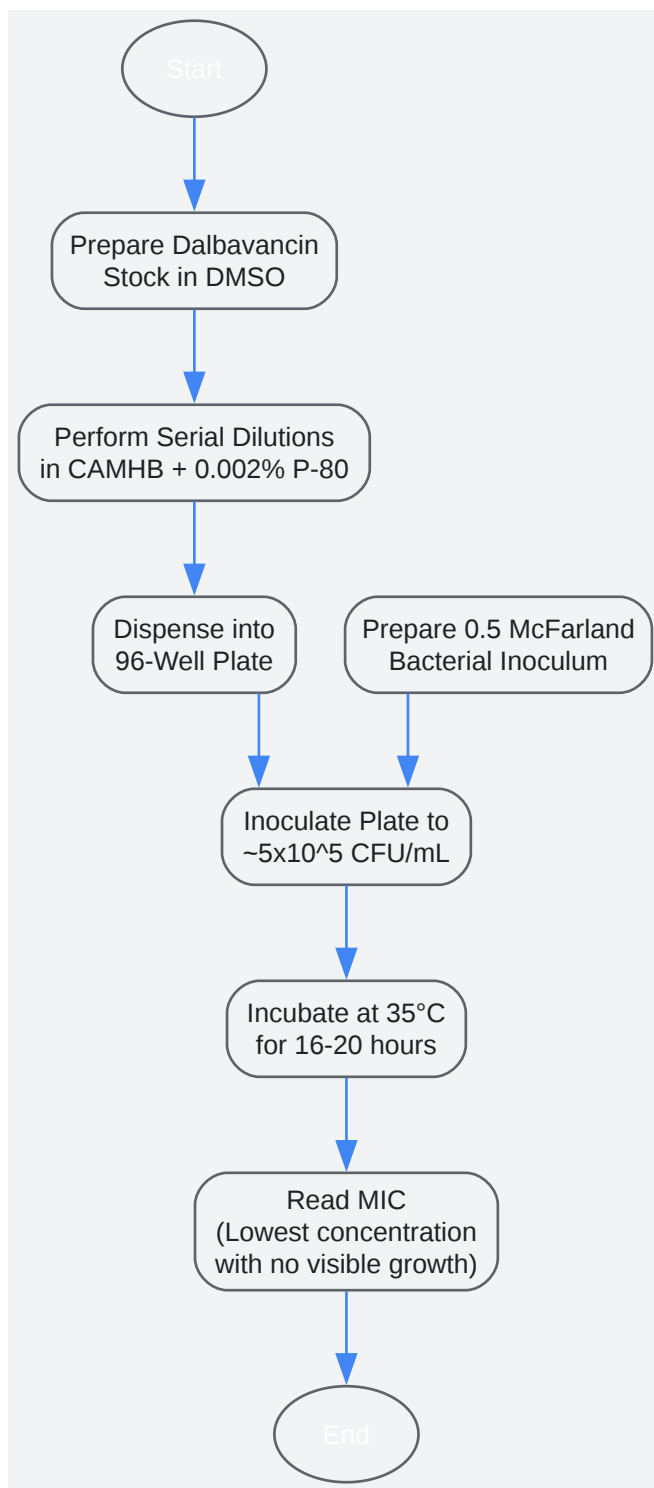 Start
Prepare Dalbavancin
Stock in DMSO
Perform Serial Dilutions
in CAMHB + 0.002% P-80
Dispense into
96-Well Plate
Prepare 0.5 McFarland
Bacterial Inoculum
Inoculate Plate to
~5x10^5 CFU/mL
Incubate at 35°C
for 16-20 hours
Read MIC
(Lowest concentration
with no visible growth)
End